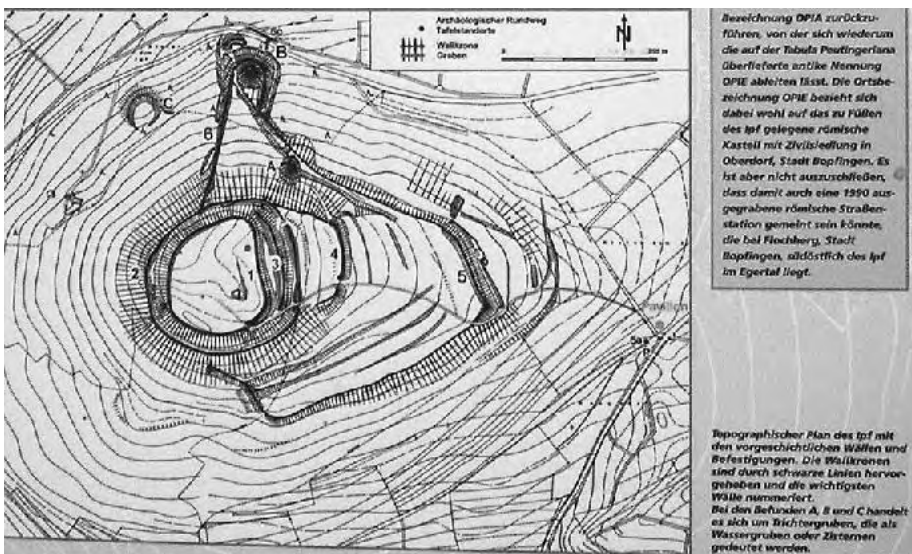 Archäologischer Rundweg
Tafelstandorte
Wallkrone
Graben
N
0
200 m
B
C
6
A
2
1
3
4
5
Pavillon
Bezeichnung OPIA zurückzu-
führen, von der sich wiederum
die auf der Tabula Peutingeriana
überlieferte antike Nennung
OPIE ableiten lässt. Die Ortsbe-
zeichnung OPIE bezieht sich
dabei wohl auf das zu Füßen
des Ipf gelegene römische
Kastell mit Zivilsiedlung in
Oberdorf, Stadt Bopfingen. Es
ist aber nicht auszuschließen,
dass damit auch eine 1990 aus-
gegrabene römische Straßen-
station gemeint sein könnte,
die bei Flochberg, Stadt
Bopfingen, südöstlich des Ipf
im Egertal liegt.
Topographischer Plan des Ipf mit
den vorgeschichtlichen Wällen und
Befestigungen. Die Wallkronen
sind durch schwarze Linien hervor-
gehoben und die wichtigsten
Wälle nummeriert.
Bei den Befunden A, B und C handelt
es sich um Trichtergruben, die als
Wassergruben oder Zisternen
gedeutet werden.